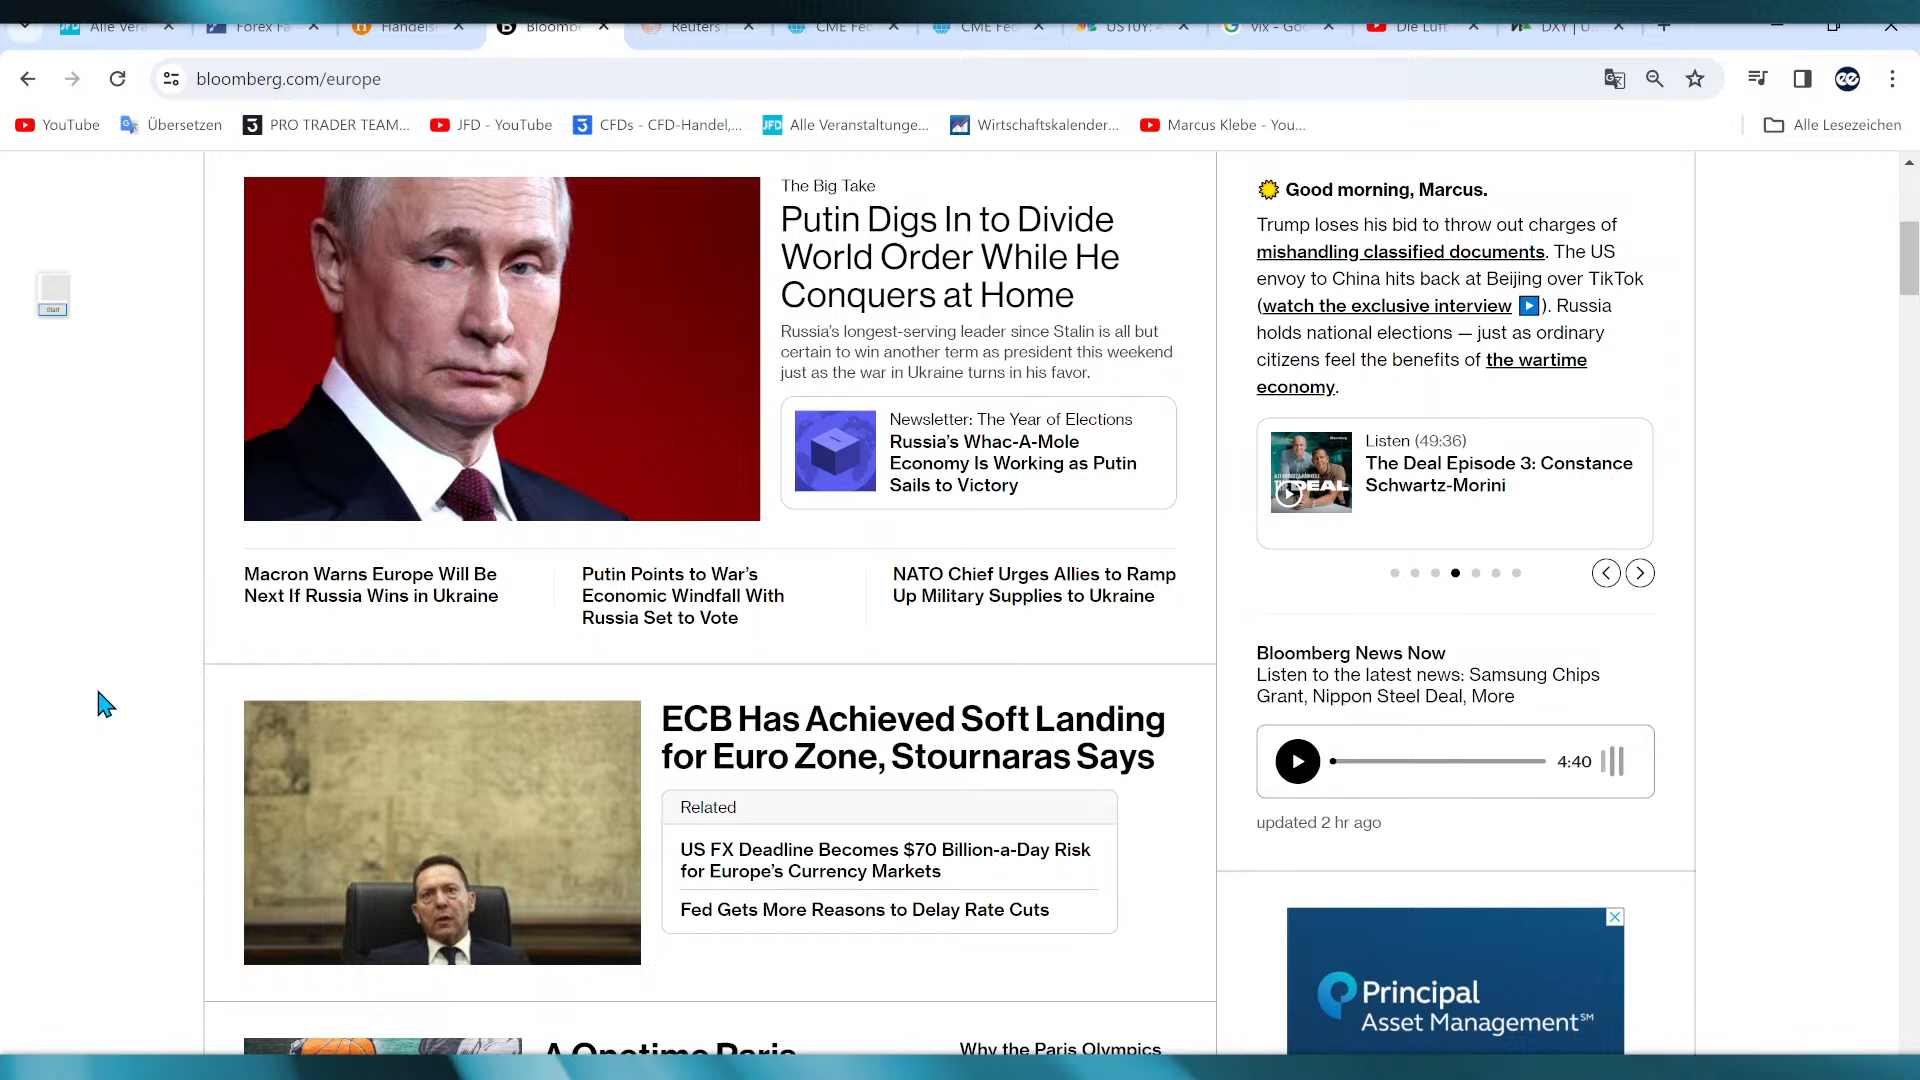 Alle Vera
Forex Fa
Handels
Bloombe
Reuters
CME Fec
CME Fec
US10Y:
vix - Goo
Die Luft
DXY | U.
bloomberg.com/europe
YouTube
Übersetzen
PRO TRADER TEAM...
JFD - YouTube
CFDs - CFD-Handel,...
JFD
Alle Veranstaltunge...
Wirtschaftskalender...
Marcus Klebe - You...
Alle Lesezeichen
Start
The Big Take
Putin Digs In to Divide
World Order While He
Conquers at Home
Russia's longest-serving leader since Stalin is all but
certain to win another term as president this weekend
just as the war in Ukraine turns in his favor.
Newsletter: The Year of Elections
Russia's Whac-A-Mole
Economy Is Working as Putin
Sails to Victory
Macron Warns Europe Will Be
Next If Russia Wins in Ukraine
Putin Points to War's
Economic Windfall With
Russia Set to Vote
NATO Chief Urges Allies to Ramp
Up Military Supplies to Ukraine
ECB Has Achieved Soft Landing
for Euro Zone, Stournaras Says
Related
US FX Deadline Becomes $70 Billion-a-Day Risk
for Europe's Currency Markets
Fed Gets More Reasons to Delay Rate Cuts
A Onetime Paris
Why the Paris Olympics
Good morning, Marcus.
Trump loses his bid to throw out charges of
mishandling classified documents. The US
envoy to China hits back at Beijing over TikTok
(watch the exclusive interview ▶). Russia
holds national elections — just as ordinary
citizens feel the benefits of the wartime
economy.
Listen (49:36)
The Deal Episode 3: Constance
Schwartz-Morini
THE DEAL
Bloomberg News Now
Listen to the latest news: Samsung Chips
Grant, Nippon Steel Deal, More
4:40
updated 2 hr ago
Principal
Asset Management℠